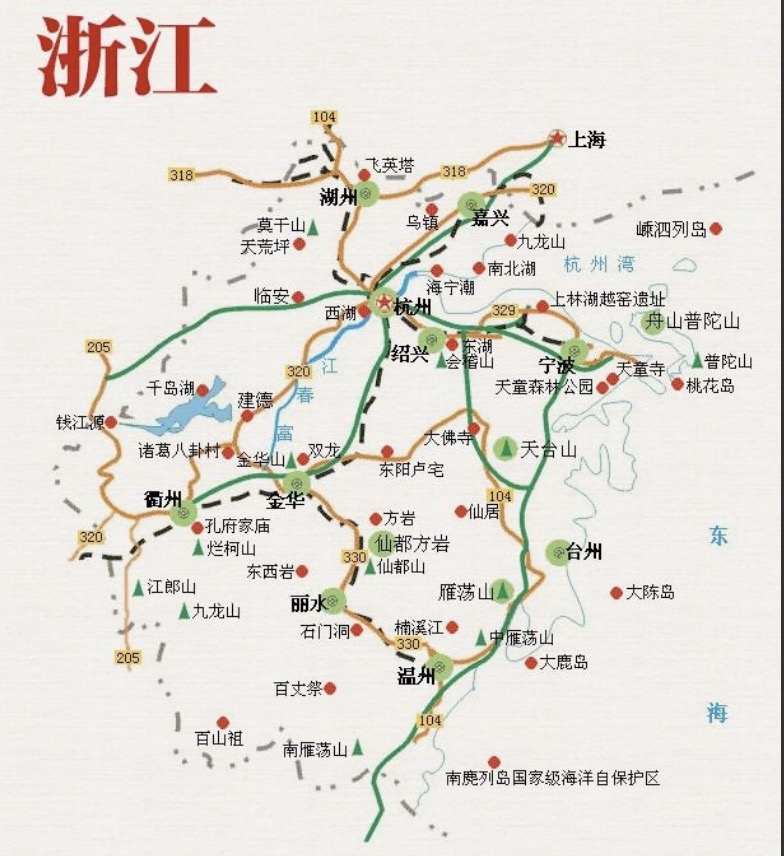 浙江
104
上海
318
飞英塔
318
湖州
320
乌镇
嘉兴
莫干山
天荒坪
九龙山
嵊泗列岛
杭州湾
南北湖
海宁潮
临安
西湖
杭州
上林湖越窑遗址
329
舟山普陀山
绍兴
东湖
会稽山
宁波
205
江
320
春
富
天童寺
普陀山
天童森林公园
桃花岛
千岛湖
建德
钱江源
诸葛八卦村
金华山
双龙
大佛寺
天台山
东阳卢宅
衢州
金华
104
仙居
方岩
孔府家庙
320
烂柯山
仙都方岩
台州
东
330
仙都山
东西岩
江郎山
雁荡山
大陈岛
九龙山
丽水
石门洞
楠溪江
中雁荡山
330
205
大鹿岛
温州
百丈祭
104
海
百山祖
南雁荡山
南麂列岛国家级海洋自保护区